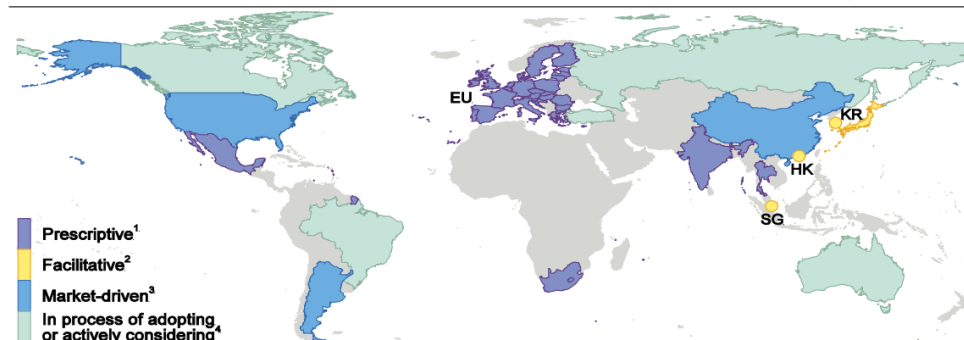 EU
KR
HK
SG
Prescriptive¹
Facilitative²
Market-driven³
In process of adopting
or actively considering⁴